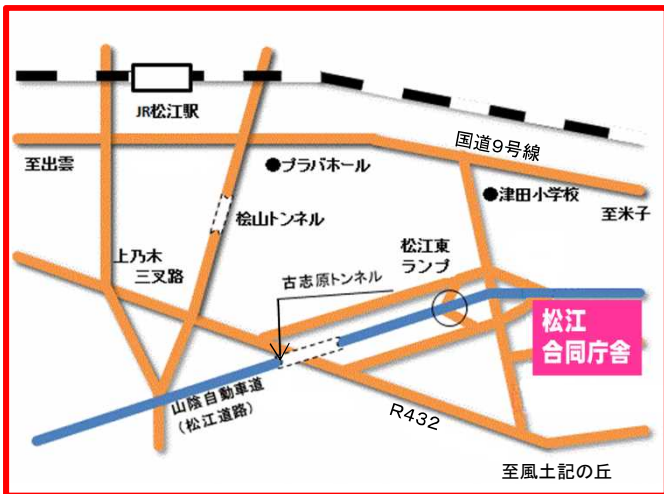 JR松江駅
国道9号線
至出雲
●プラバホール
●津田小学校
至米子
桧山トンネル
松江東
ランプ
上乃木
三叉路
古志原トンネル
松江
合同庁舎
山陰自動車道
(松江道路)
R432
至風土記の丘